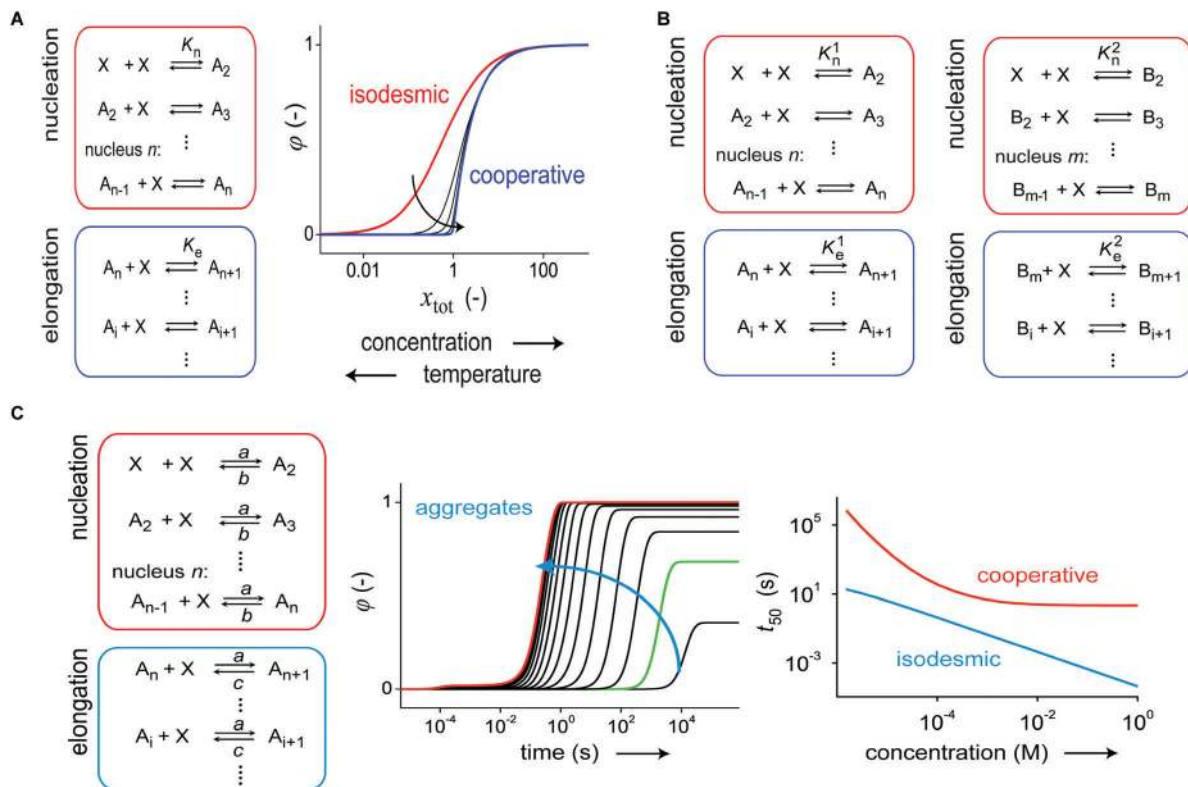 A
nucleation
Kn
X + X ⇌ A2
A2 + X ⇌ A3
nucleus n: ⋮
An-1 + X ⇌ An
elongation
Ke
An + X ⇌ An+1
⋮
Ai + X ⇌ Ai+1
⋮
φ (-)
1
0
isodesmic
cooperative
0.01 1 100
xtot (-)
concentration →
← temperature
B
nucleation
Kn1
X + X ⇌ A2
A2 + X ⇌ A3
nucleus n: ⋮
An-1 + X ⇌ An
elongation
Ke1
An + X ⇌ An+1
⋮
Ai + X ⇌ Ai+1
⋮
nucleation
Kn2
X + X ⇌ B2
B2 + X ⇌ B3
nucleus m: ⋮
Bm-1 + X ⇌ Bm
elongation
Ke2
Bm + X ⇌ Bm+1
⋮
Bi + X ⇌ Bi+1
⋮
C
nucleation
a
X + X ⇌ A2
b
a
A2 + X ⇌ A3
b
⋮
nucleus n:
a
An-1 + X ⇌ An
b
elongation
a
An + X ⇌ An+1
c
⋮
a
Ai + X ⇌ Ai+1
c
⋮
φ (-)
1
0
aggregates
10-4 10-2 100 102 104
time (s) →
t50 (s)
105
101
10-3
cooperative
isodesmic
10-4 10-2 100
concentration (M) →